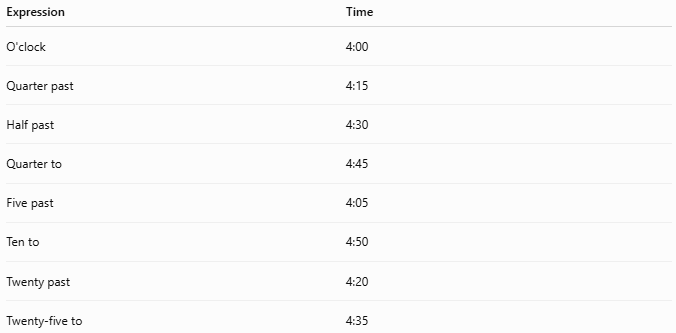 Expression Time
O'clock 4:00
Quarter past 4:15
Half past 4:30
Quarter to 4:45
Five past 4:05
Ten to 4:50
Twenty past 4:20
Twenty-five to 4:35